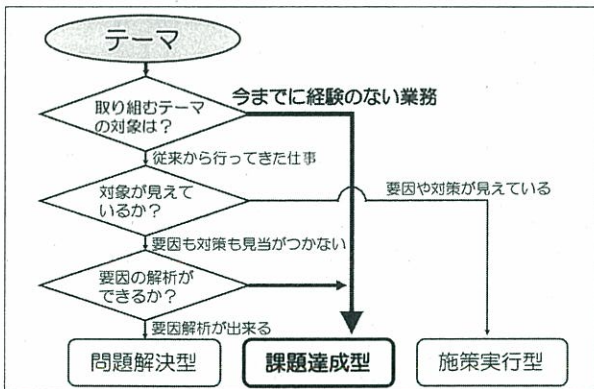 テーマ
今までに経験のない業務
取り組むテーマ
の対象は？
従来から行ってきた仕事
対象が見えて
いるか？
要因や対策が見えている
要因も対策も見当がつかない
要因の解析が
できるか？
要因解析が出来る
問題解決型
課題達成型
施策実行型